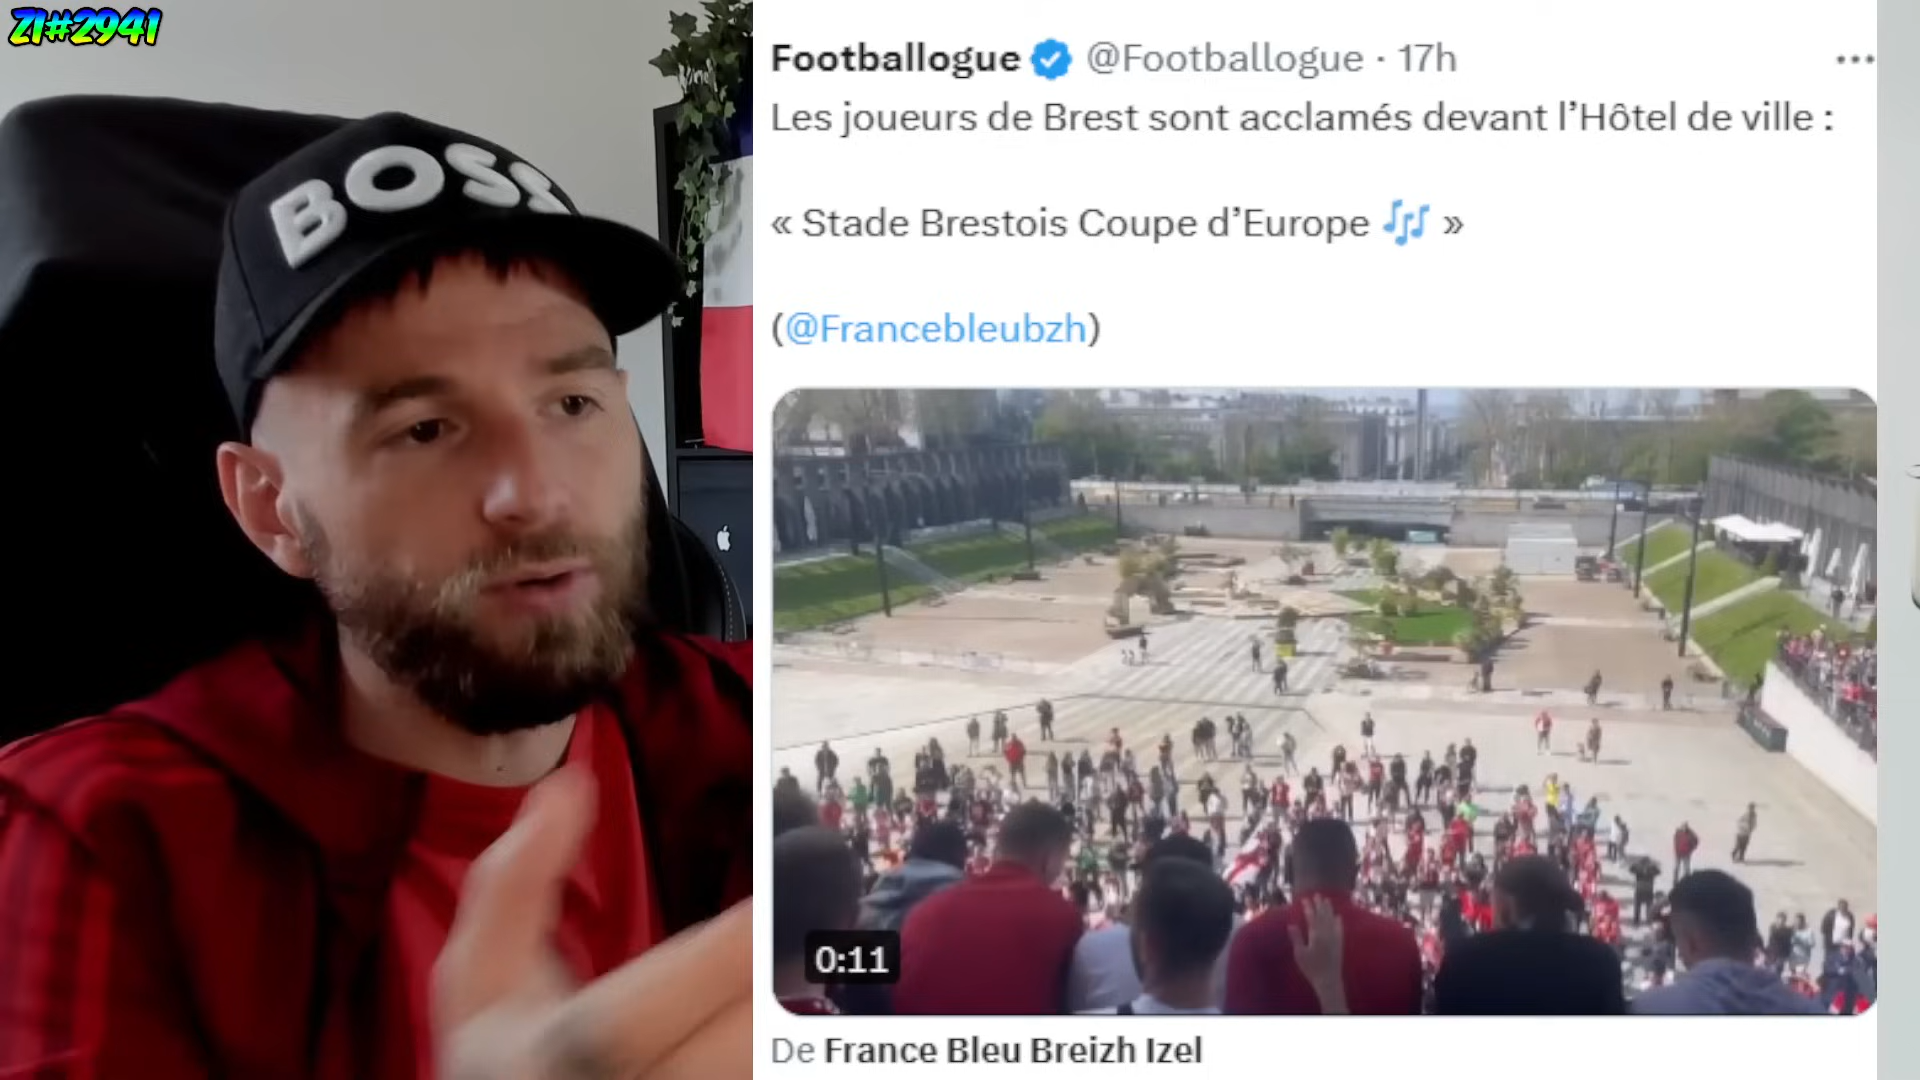 ZI#2941
BOSS
Footballogue @Footballogue · 17h
Les joueurs de Brest sont acclamés devant l’Hôtel de ville :
« Stade Brestois Coupe d’Europe 🎶 »
(@Francebleubzh)
0:11
De France Bleu Breizh Izel